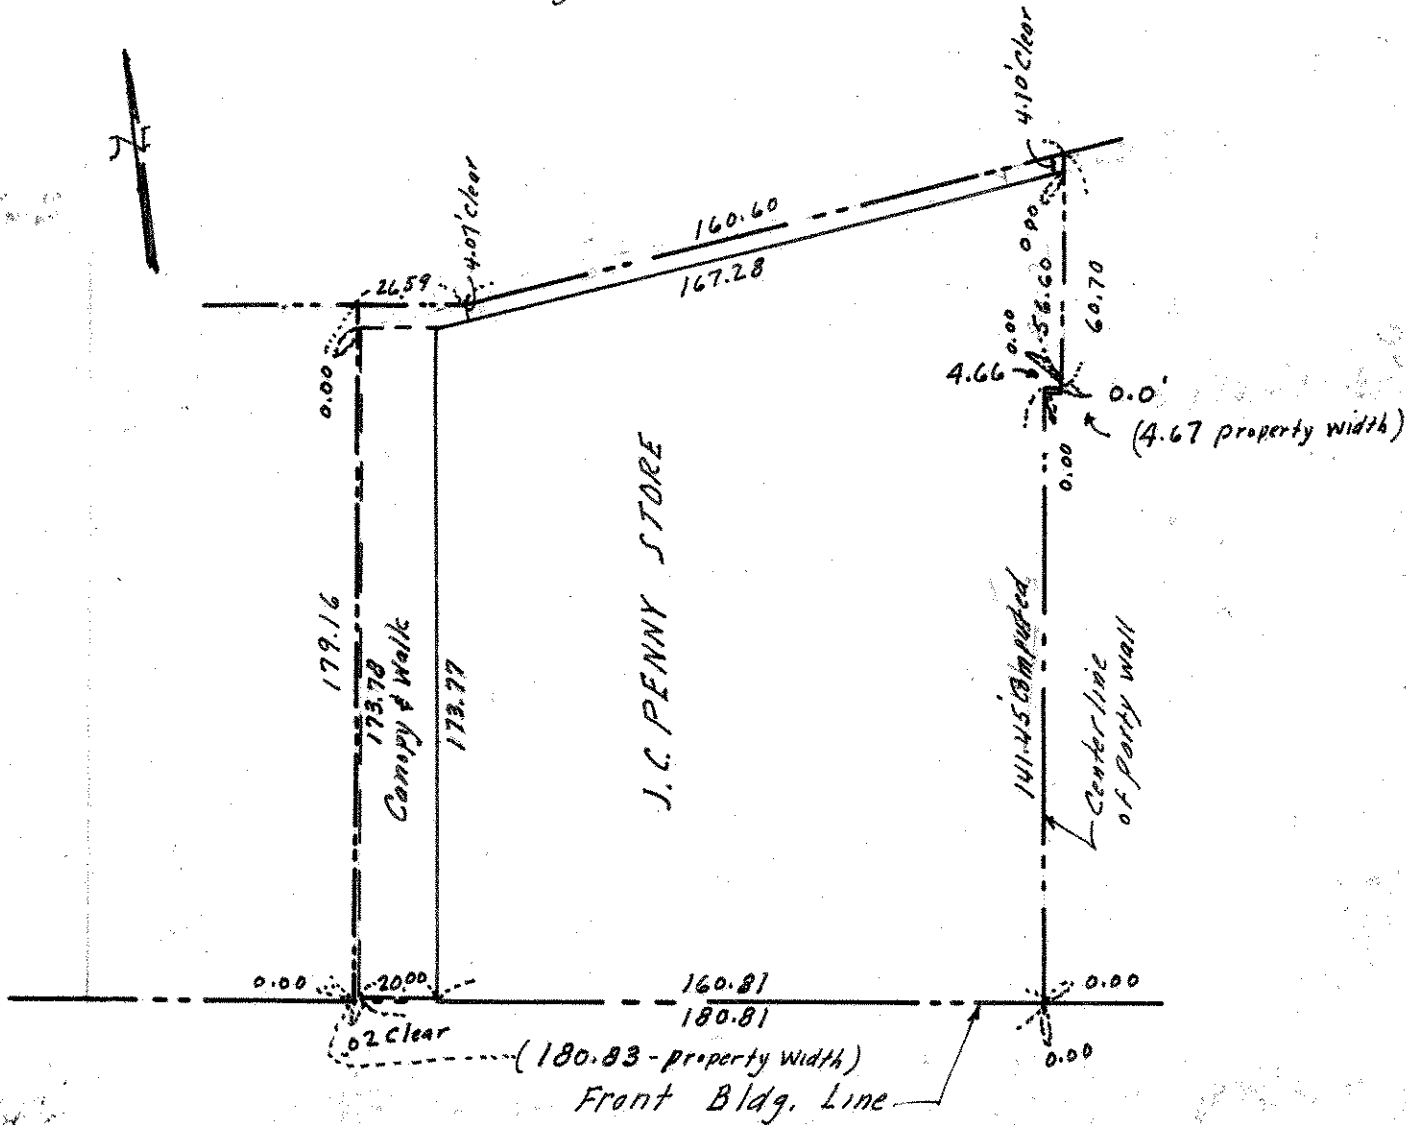 4.10' Clear
4.07' Clear
160.60
167.28
26.59
0.00
0.00
56.60
60.70
0.00
4.66
0.0'
(4.67 property width)
0.00
J.C. PENNY STORE
179.16
173.78
Canopy & Walk
173.77
141.45' Computed
Center line
of Party wall
0.00
20.00
160.81
180.81
0.00
.02 Clear
(180.83 - property width)
0.00
Front Bldg. Line